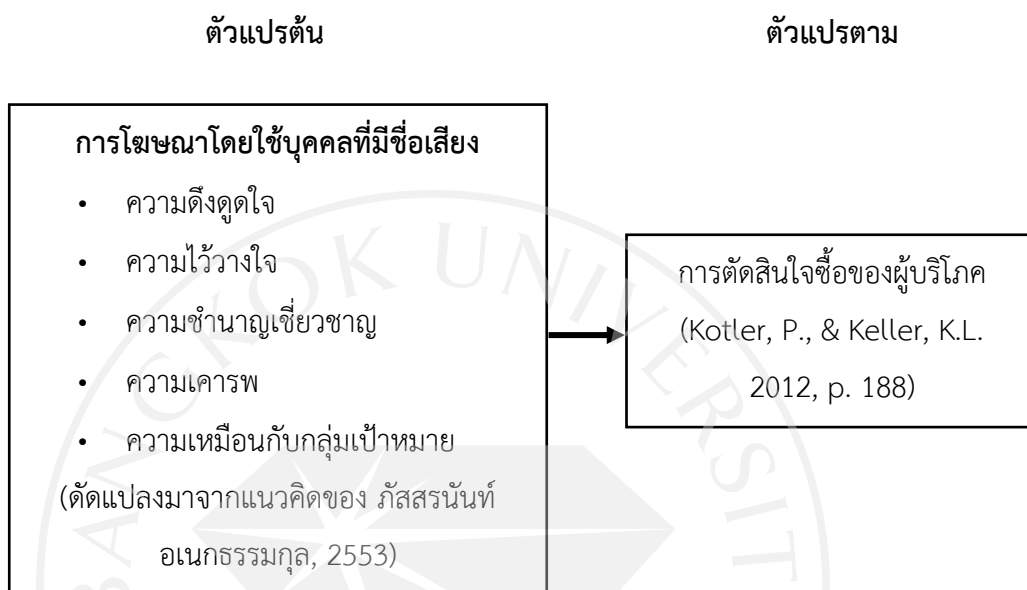 ตัวแปรต้น
ตัวแปรตาม
การโฆษณาโดยใช้บุคคลที่มีชื่อเสียง
• ความดึงดูดใจ
• ความไว้วางใจ
• ความชำนาญเชี่ยวชาญ
• ความเคารพ
• ความเหมือนกับกลุ่มเป้าหมาย
(ดัดแปลงมาจากแนวคิดของ ภัสสรนันท์
อเนกธรรมกุล, 2553)
การตัดสินใจซื้อของผู้บริโภค
(Kotler, P., & Keller, K.L.
2012, p. 188)
BANGKOK UNIVERSIT